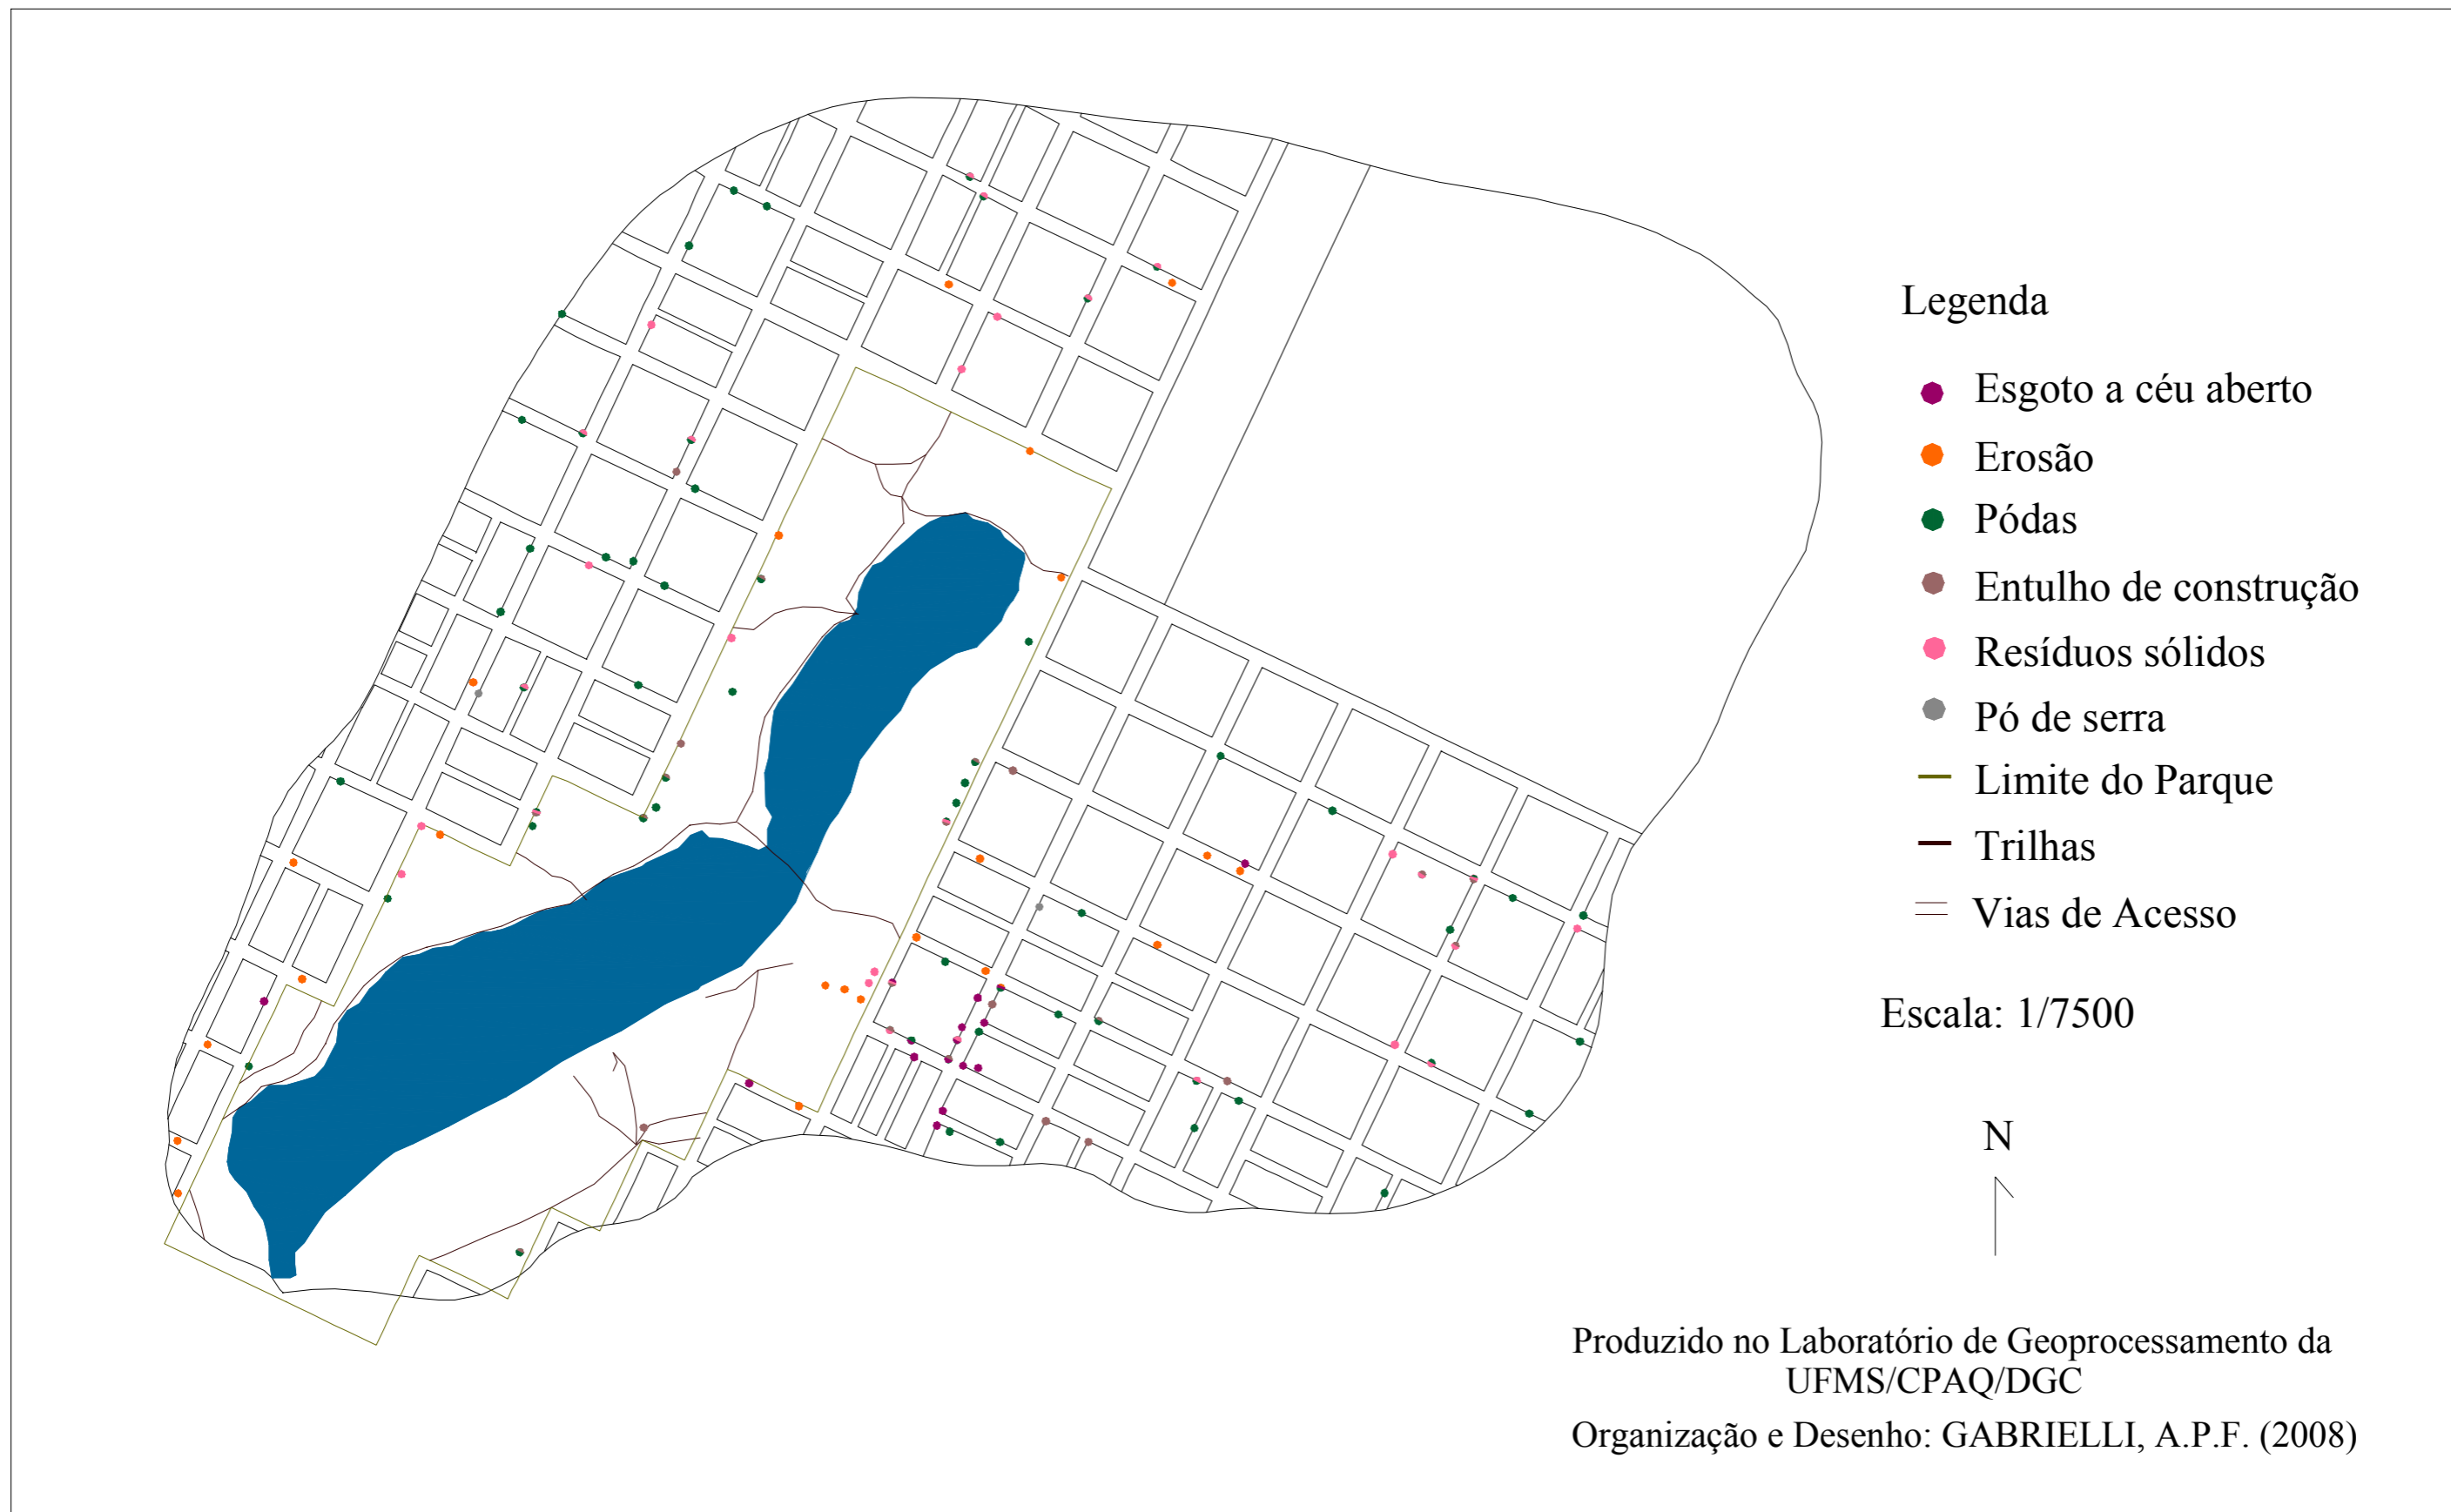 Legenda
Esgoto a céu aberto
Erosão
Pódas
Entulho de construção
Resíduos sólidos
Pó de serra
Limite do Parque
Trilhas
Vias de Acesso
Escala: 1/7500
N
Produzido no Laboratório de Geoprocessamento da
UFMS/CPAQ/DGC
Organização e Desenho: GABRIELLI, A.P.F. (2008)